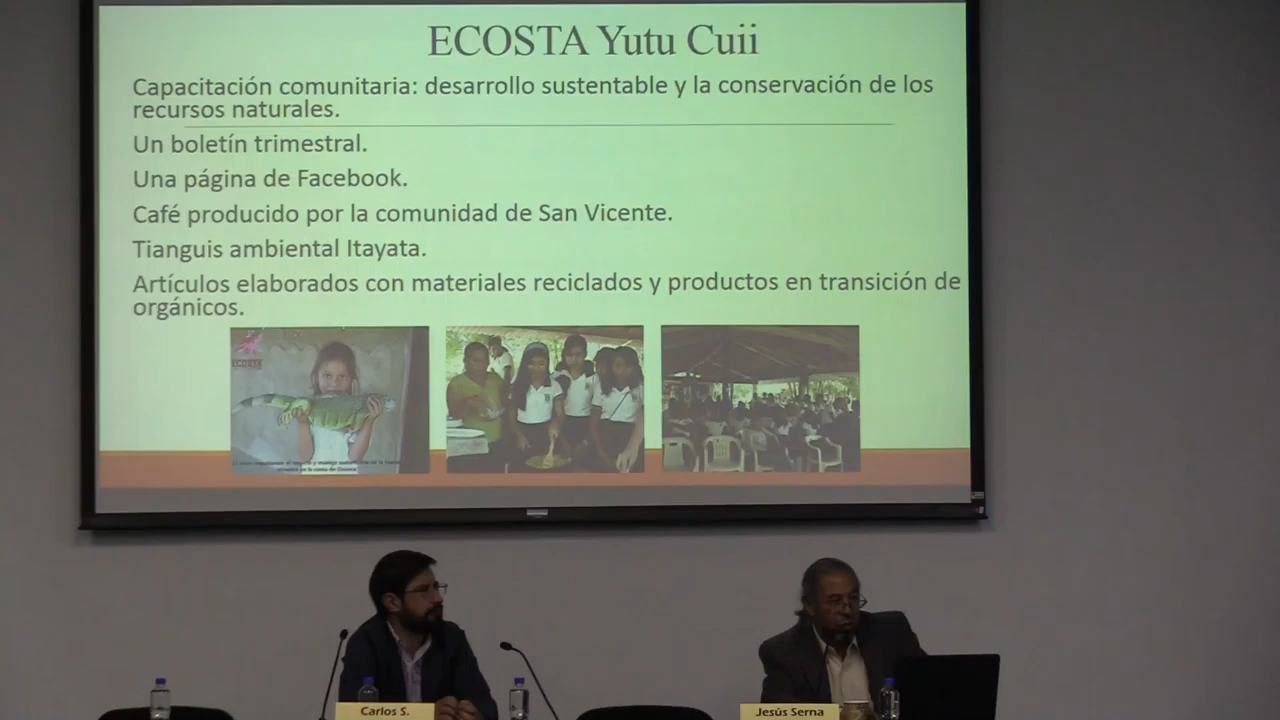 ECOSTA Yutu Cuii
Capacitación comunitaria: desarrollo sustentable y la conservación de los
recursos naturales.
Un boletín trimestral.
Una página de Facebook.
Café producido por la comunidad de San Vicente.
Tianguis ambiental Itayata.
Artículos elaborados con materiales reciclados y productos en transición de
orgánicos.
ECOSTA
Carlos S.
Jesús Serna